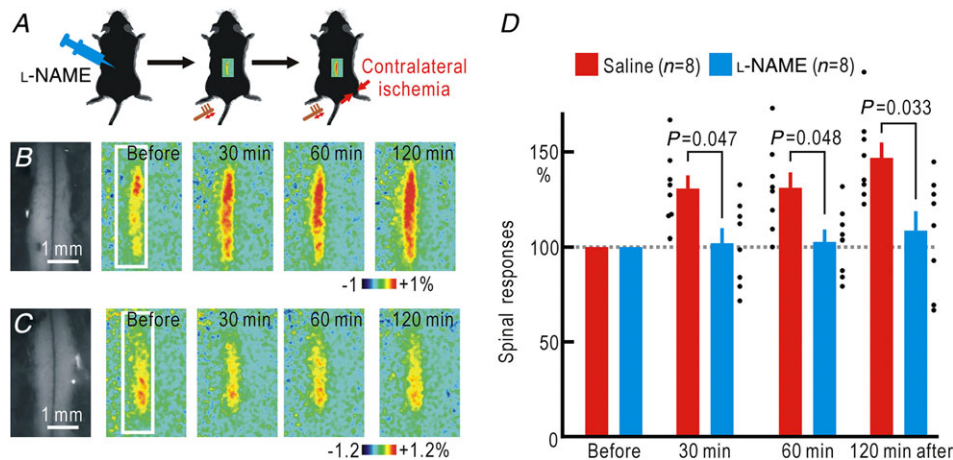 A
L-NAME
Contralateral
ischemia
B
Before
30 min
60 min
120 min
1 mm
-1
+1%
C
Before
30 min
60 min
120 min
1 mm
-1.2
+1.2%
D
Saline (n=8)
L-NAME (n=8)
P=0.047
P=0.048
P=0.033
150
%
100
50
0
Spinal responses
Before
30 min
60 min
120 min after